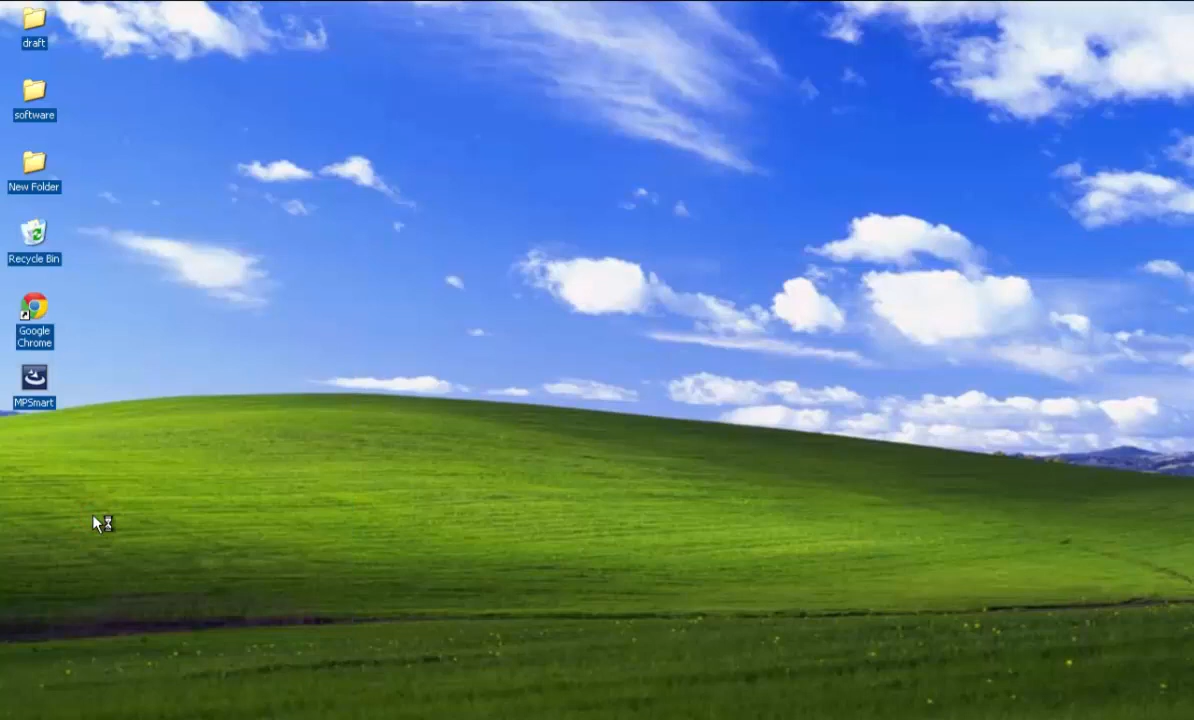 draft
software
New Folder
Recycle Bin
Google
Chrome
MPSmart